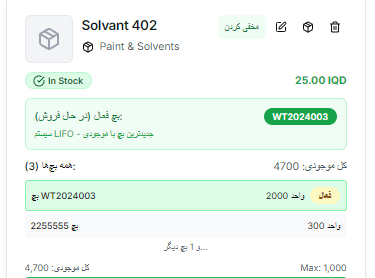 Solvant 402
مخفی کردن
Paint & Solvents
In Stock
25.00 IQD
بچ فعال (در حال فروش):
WT2024003
جدیدترین بچ با موجودی - LIFO سیستم
همه بچ‌ها (3):
کل موجودی: 4700
بچ WT2024003
2000 واحد
فعال
بچ 2255555
300 واحد
...و 1 بچ دیگر
کل موجودی: 4,700
Max: 1,000